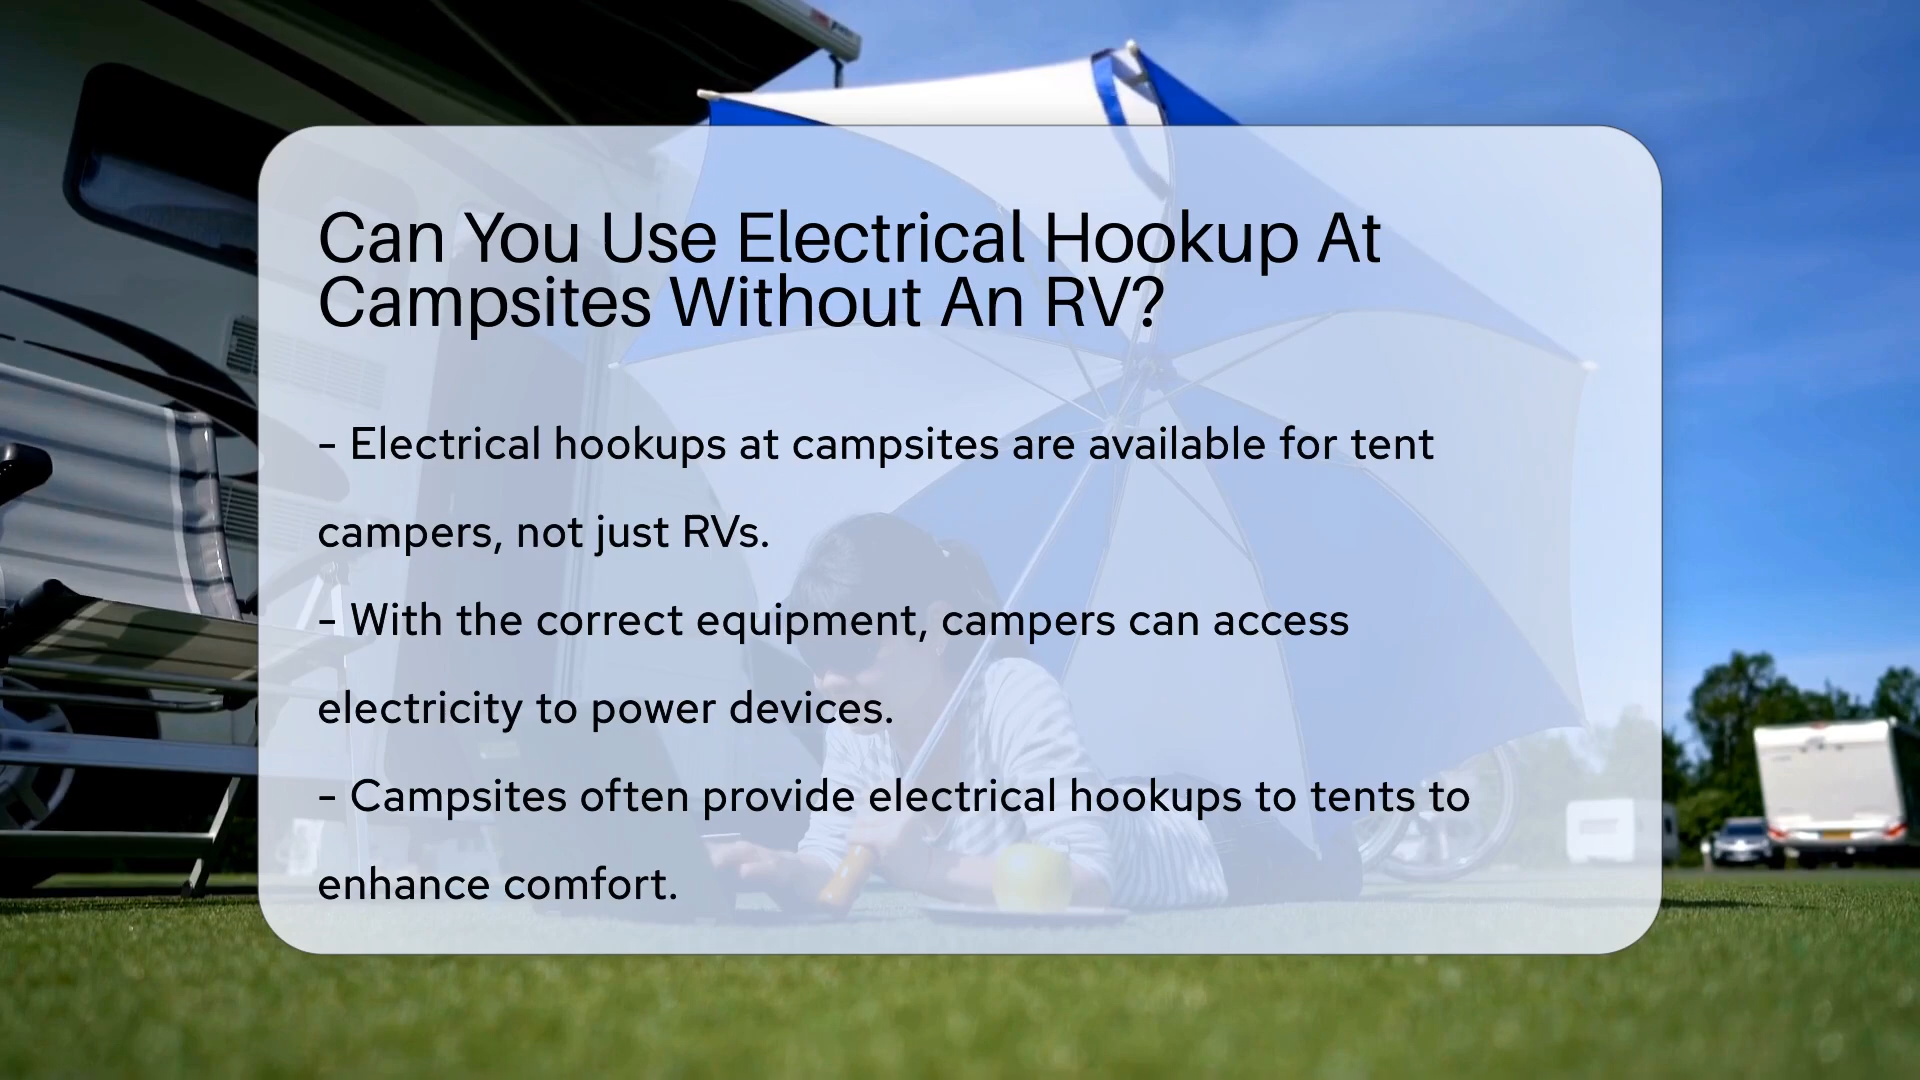 Can You Use Electrical Hookup At
Campsites Without An RV?
- Electrical hookups at campsites are available for tent
campers, not just RVs.
- With the correct equipment, campers can access
electricity to power devices.
- Campsites often provide electrical hookups to tents to
enhance comfort.